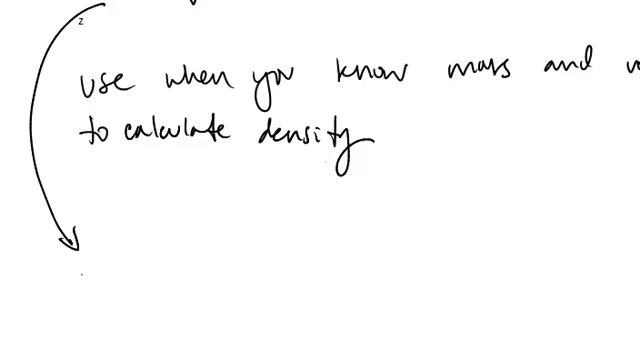 z
use when you know mass and
to calculate density